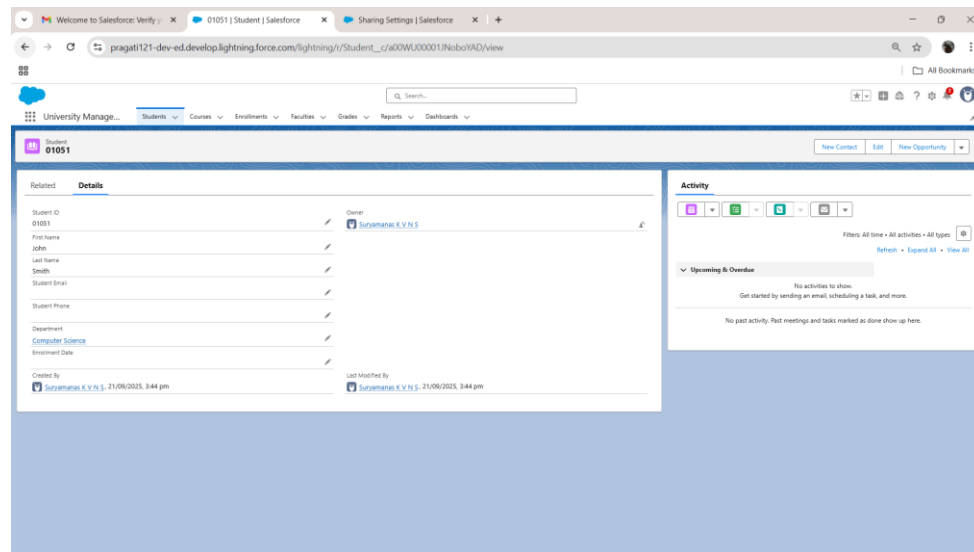 Welcome to Salesforce: Verify y
01051 | Student | Salesforce
Sharing Settings | Salesforce
pragati121-dev-ed.develop.lightning.force.com/lightning/r/Student__c/a00WU00001JNoboYAD/view
All Bookmarks
Search...
University Manage...
Students
Courses
Enrollments
Faculties
Grades
Reports
Dashboards
Student
01051
New Contact
Edit
New Opportunity
Related
Details
Student ID
01051
First Name
John
Last Name
Smith
Student Email
Student Phone
Department
Computer Science
Enrolment Date
Created By
Suryamanas K V N S, 21/09/2025, 3:44 pm
Owner
Suryamanas K V N S
Last Modified By
Suryamanas K V N S, 21/09/2025, 3:44 pm
Activity
Filters: All time • All activities • All types
Refresh • Expand All • View All
Upcoming & Overdue
No activities to show.
Get started by sending an email, scheduling a task, and more.
No past activity. Past meetings and tasks marked as done show up here.